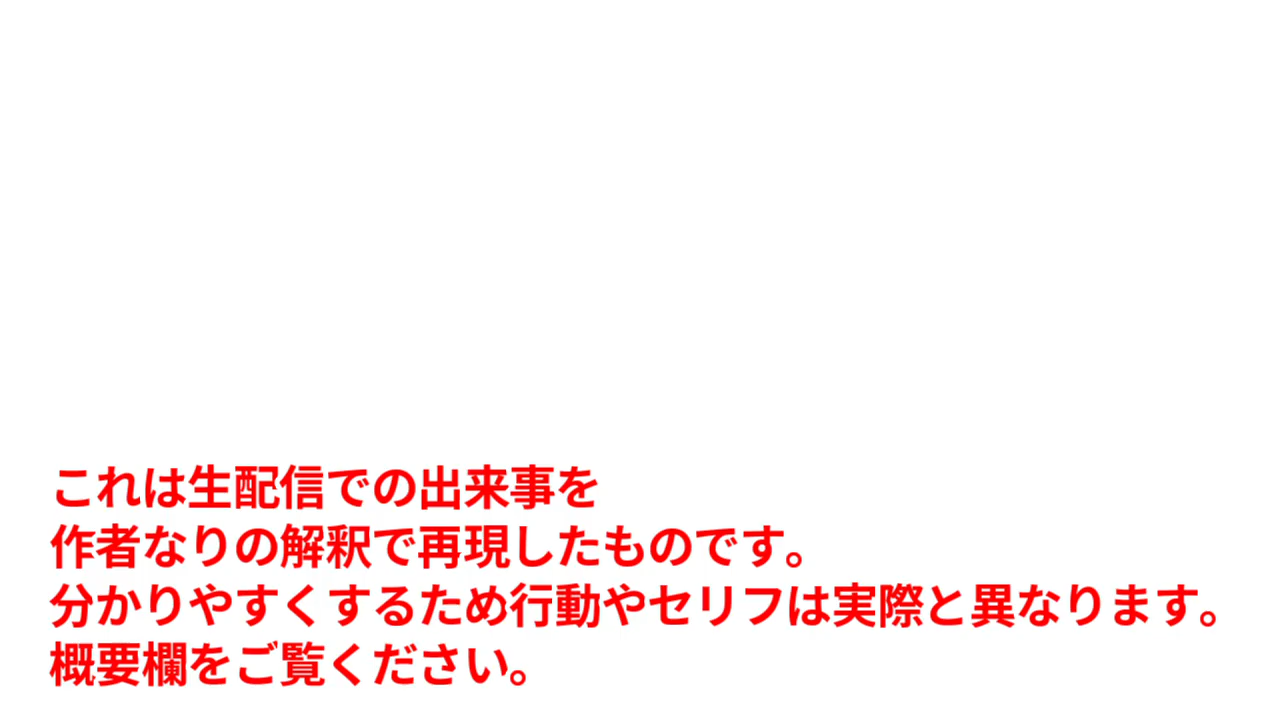 これは生配信での出来事を
作者なりの解釈で再現したものです。
分かりやすくするため行動やセリフは実際と異なります。
概要欄をご覧ください。